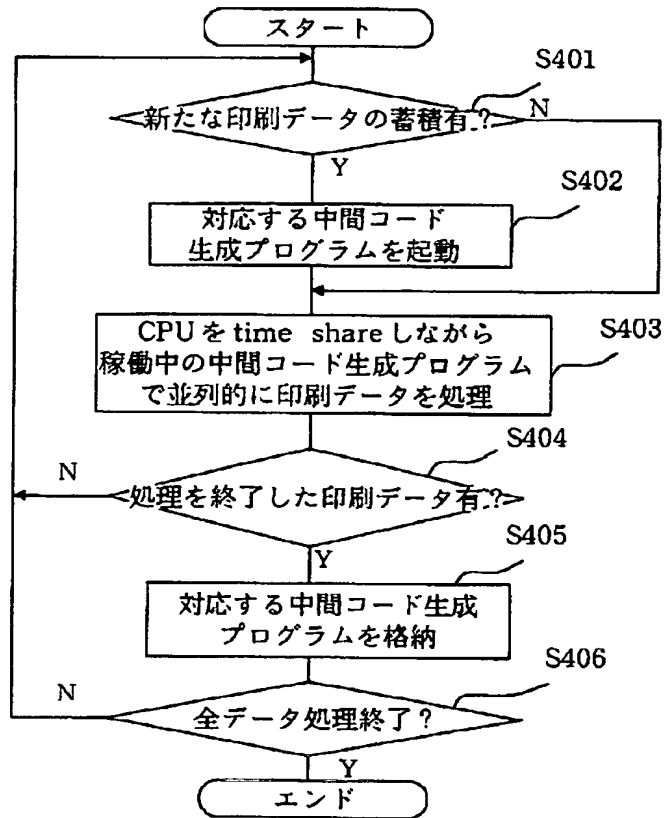 スタート
S401
新たな印刷データの蓄積有?
N
Y
S402
対応する中間コード
生成プログラムを起動
CPUをtime shareしながら
稼働中の中間コード生成プログラム
で並列的に印刷データを処理
S403
S404
N
処理を終了した印刷データ有?
Y
S405
対応する中間コード生成
プログラムを格納
S406
N
全データ処理終了?
Y
エンド